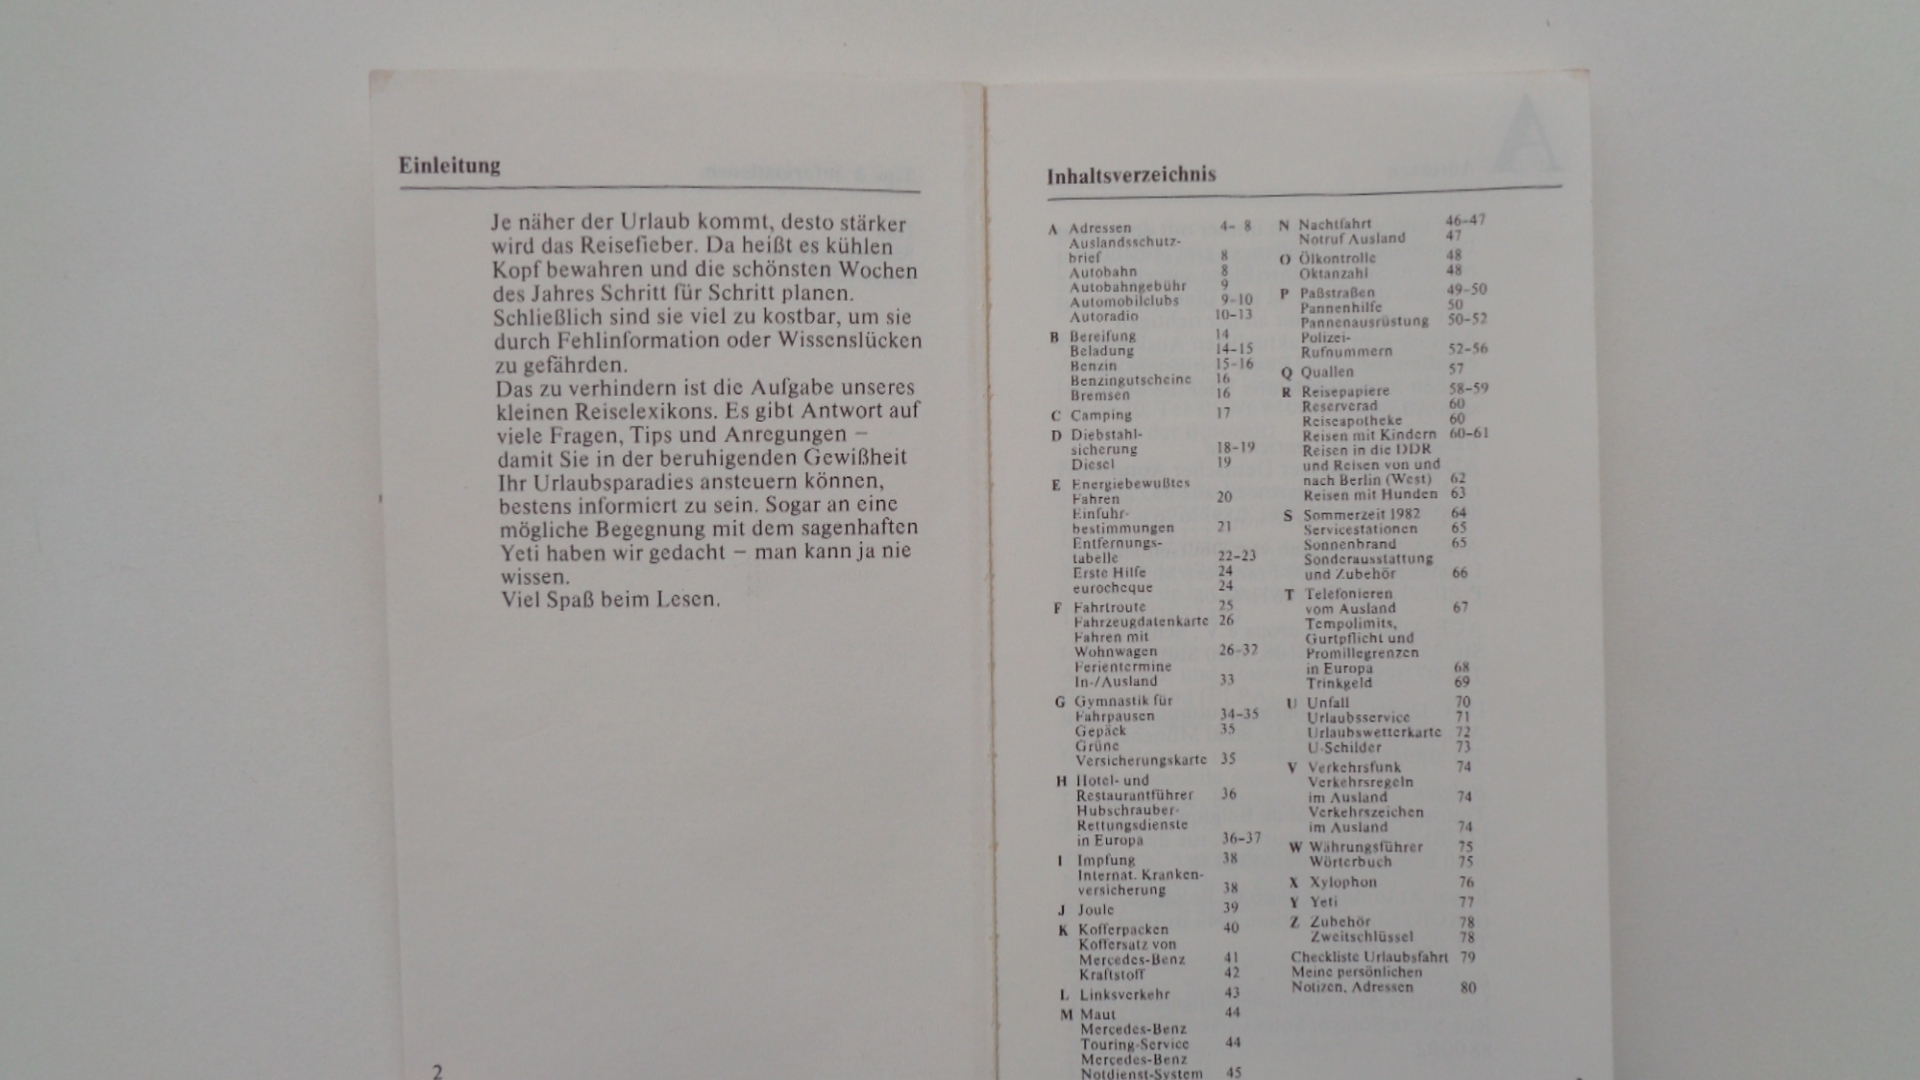 Einleitung
Je näher der Urlaub kommt, desto stärker
wird das Reisefieber. Da heißt es kühlen
Kopf bewahren und die schönsten Wochen
des Jahres Schritt für Schritt planen.
Schließlich sind sie viel zu kostbar, um sie
durch Fehlinformation oder Wissenslücken
zu gefährden.
Das zu verhindern ist die Aufgabe unseres
kleinen Reiselexikons. Es gibt Antwort auf
viele Fragen, Tips und Anregungen –
damit Sie in der beruhigenden Gewißheit
Ihr Urlaubsparadies ansteuern können,
bestens informiert zu sein. Sogar an eine
mögliche Begegnung mit dem sagenhaften
Yeti haben wir gedacht – man kann ja nie
wissen.
Viel Spaß beim Lesen.
2
Inhaltsverzeichnis
A Adressen 4– 8
Auslandsschutz-
brief 8
Autobahn 8
Autobahngebühr 9
Automobilclubs 9–10
Autoradio 10–13
B Bereifung 14
Beladung 14–15
Benzin 15–16
Benzingutscheine 16
Bremsen 16
C Camping 17
D Diebstahl-
sicherung 18–19
Diesel 19
E Energiebewußtes
Fahren 20
Einfuhr-
bestimmungen 21
Entfernungs-
tabelle 22–23
Erste Hilfe 24
eurocheque 24
F Fahrtroute 25
Fahrzeugdatenkarte 26
Fahren mit
Wohnwagen 26–32
Ferientermine
In-/Ausland 33
G Gymnastik für
Fahrpausen 34–35
Gepäck 35
Grüne
Versicherungskarte 35
H Hotel- und
Restaurantführer 36
Hubschrauber-
Rettungsdienste
in Europa 36–37
I Impfung 38
Internat. Kranken-
versicherung 38
J Joule 39
K Kofferpacken 40
Koffersatz von
Mercedes-Benz 41
Kraftstoff 42
L Linksverkehr 43
M Maut 44
Mercedes-Benz
Touring-Service 44
Mercedes-Benz
Notdienst-System 45
N Nachtfahrt 46–47
Notruf Ausland 47
O Ölkontrolle 48
Oktanzahl 48
P Paßstraßen 49–50
Pannenhilfe 50
Pannenausrüstung 50–52
Polizei-
Rufnummern 52–56
Q Quallen 57
R Reisepapiere 58–59
Reserverad 60
Reiseapotheke 60
Reisen mit Kindern 60–61
Reisen in die DDR
und Reisen von und
nach Berlin (West) 62
Reisen mit Hunden 63
S Sommerzeit 1982 64
Servicestationen 65
Sonnenbrand 65
Sonderausstattung
und Zubehör 66
T Telefonieren
vom Ausland 67
Tempolimits,
Gurtpflicht und
Promillegrenzen
in Europa 68
Trinkgeld 69
U Unfall 70
Urlaubsservice 71
Urlaubswetterkarte 72
U-Schilder 73
V Verkehrsfunk 74
Verkehrsregeln
im Ausland 74
Verkehrszeichen
im Ausland 74
W Währungsführer 75
Wörterbuch 75
X Xylophon 76
Y Yeti 77
Z Zubehör 78
Zweitschlüssel 78
Checkliste Urlaubsfahrt 79
Meine persönlichen
Notizen, Adressen 80